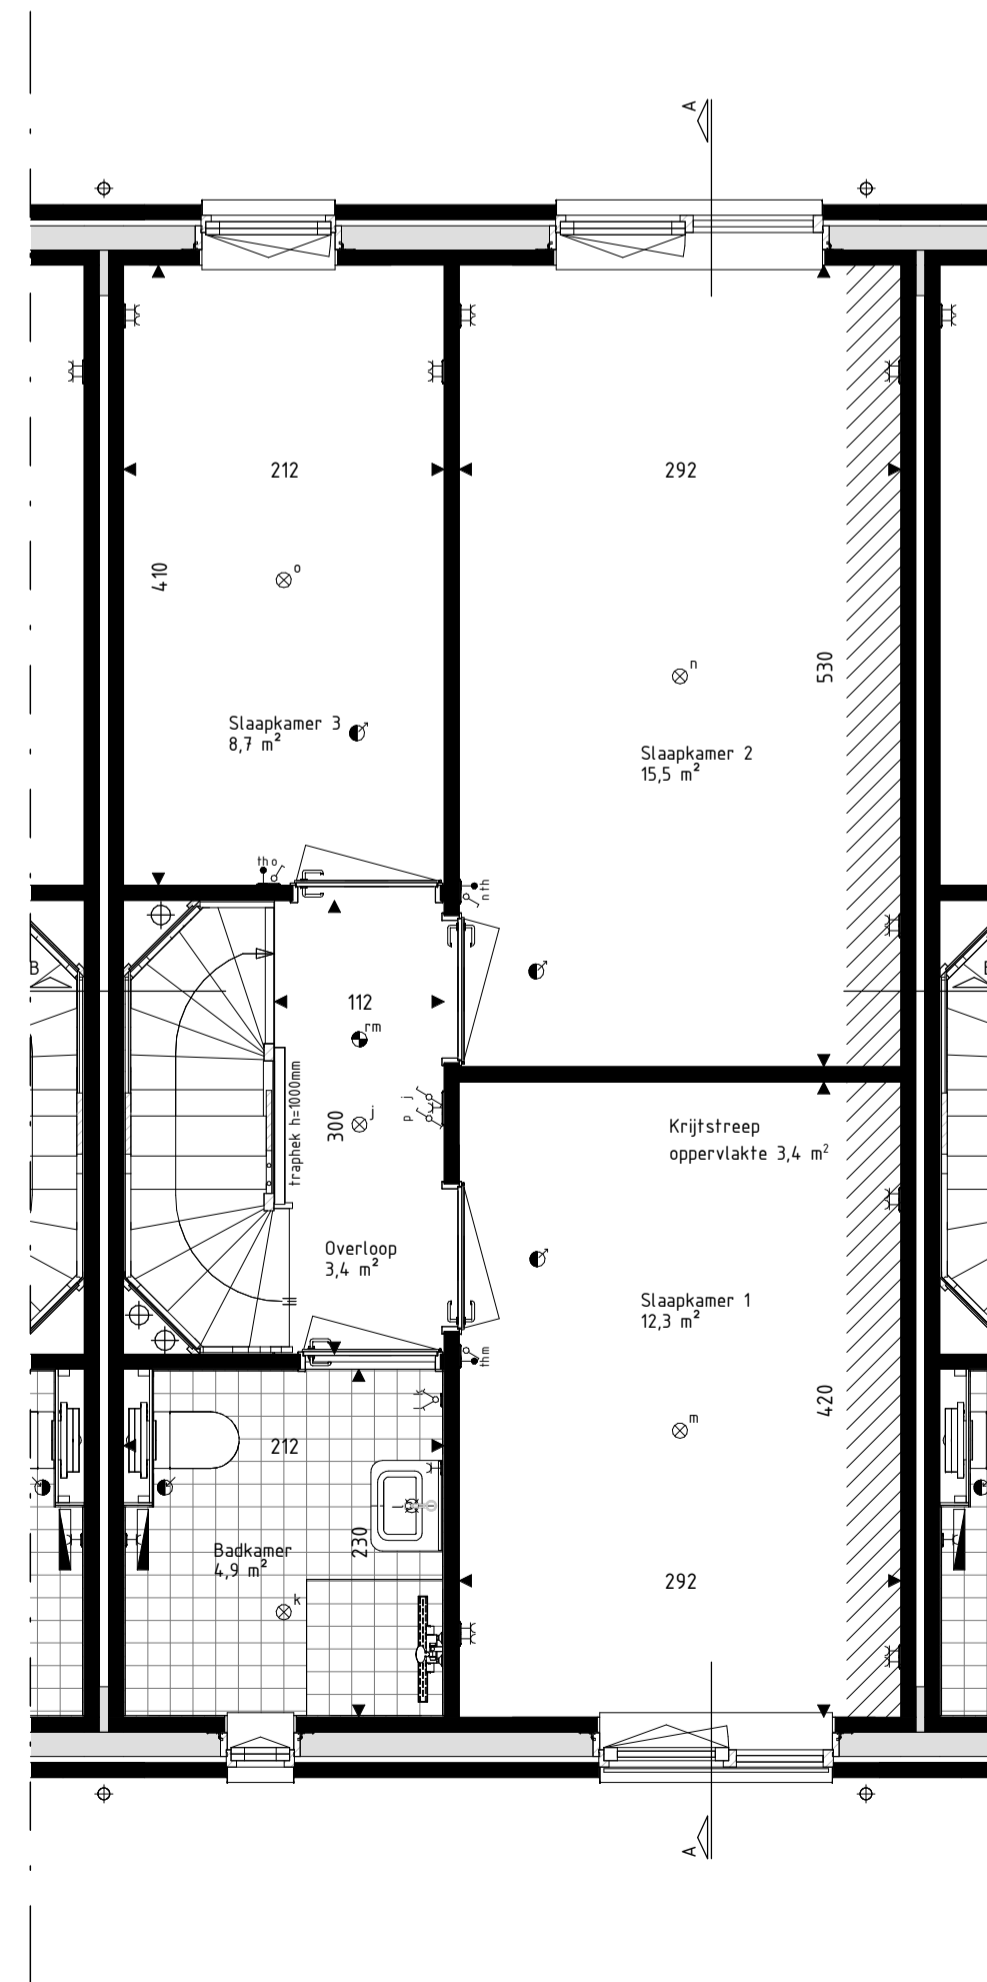 A
212
292
410
o
n
530
Slaapkamer 3
8,7 m²
Slaapkamer 2
15,5 m²
th o
n th
B
112
rm
traphek h=1000mm
300
j
p j
Krijtstreep
oppervlakte 3,4 m²
Overloop
3,4 m²
Slaapkamer 1
12,3 m²
thm
420
m
212
230
Badkamer
4,9 m²
k
292
A